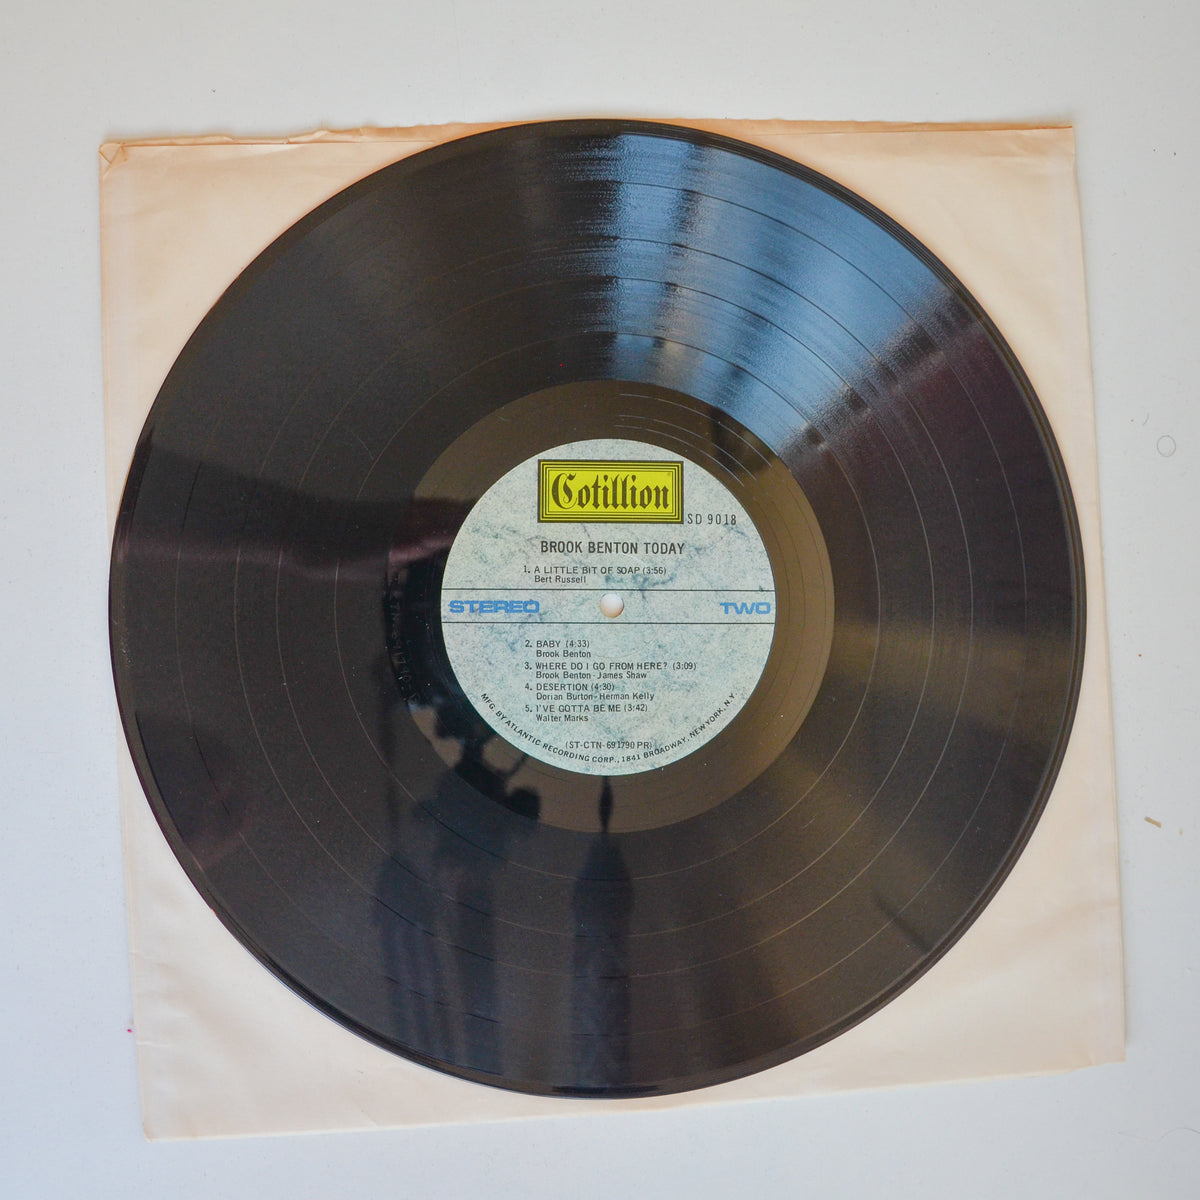 Cotillion
SD 9018
BROOK BENTON TODAY
1. A LITTLE BIT OF SOAP (3:56)
Bert Russell
STEREO TWO
2. BABY (4:33)
Brook Benton
3. WHERE DO I GO FROM HERE? (3:09)
Brook Benton-James Shaw
4. DESERTION (4:30)
Dorian Burton-Herman Kelly
5. I'VE GOTTA BE ME (3:42)
Walter Marks
(ST-CTN-691790 PR)
MFG. BY ATLANTIC RECORDING CORP., 1841 BROADWAY, NEW YORK, N.Y.